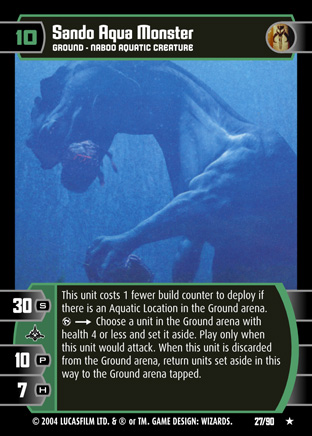 10
Sando Aqua Monster
GROUND • NABOO AQUATIC CREATURE
This unit costs 1 fewer build counter to deploy if
there is an Aquatic Location in the Ground arena.
Choose a unit in the Ground arena with
health 4 or less and set it aside. Play only when
this unit would attack. When this unit is discarded
from the Ground arena, return units set aside in this
way to the Ground arena tapped.
30 S
10 P
7 H
© 2004 LUCASFILM LTD. & ® or TM. GAME DESIGN: WIZARDS.
27/90